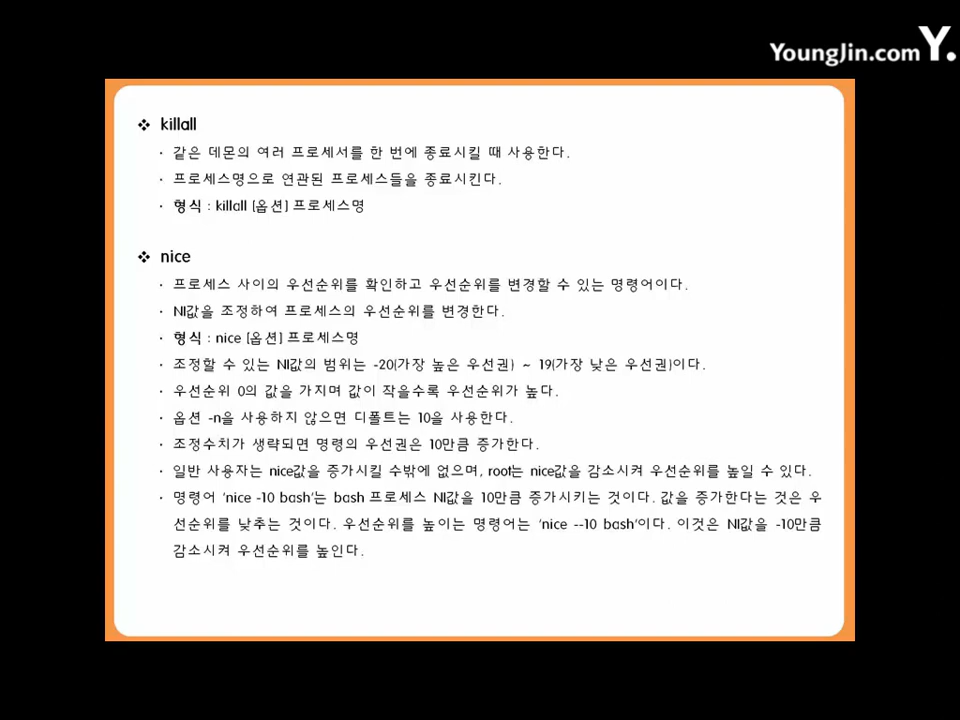 YoungJin.com Y.
❖ killall
· 같은 데몬의 여러 프로세서를 한 번에 종료시킬 때 사용한다.
· 프로세스명으로 연관된 프로세스들을 종료시킨다.
· 형식 : killall [옵션] 프로세스명
❖ nice
· 프로세스 사이의 우선순위를 확인하고 우선순위를 변경할 수 있는 명령어이다.
· NI값을 조정하여 프로세스의 우선순위를 변경한다.
· 형식 : nice [옵션] 프로세스명
· 조정할 수 있는 NI값의 범위는 -20(가장 높은 우선권) ~ 19(가장 낮은 우선권)이다.
· 우선순위 0의 값을 가지며 값이 작을수록 우선순위가 높다.
· 옵션 -n을 사용하지 않으면 디폴트는 10을 사용한다.
· 조정수치가 생략되면 명령의 우선권은 10만큼 증가한다.
· 일반 사용자는 nice값을 증가시킬 수밖에 없으며, root는 nice값을 감소시켜 우선순위를 높일 수 있다.
· 명령어 'nice -10 bash'는 bash 프로세스 NI값을 10만큼 증가시키는 것이다. 값을 증가한다는 것은 우
선순위를 낮추는 것이다. 우선순위를 높이는 명령어는 'nice --10 bash'이다. 이것은 NI값을 -10만큼
감소시켜 우선순위를 높인다.